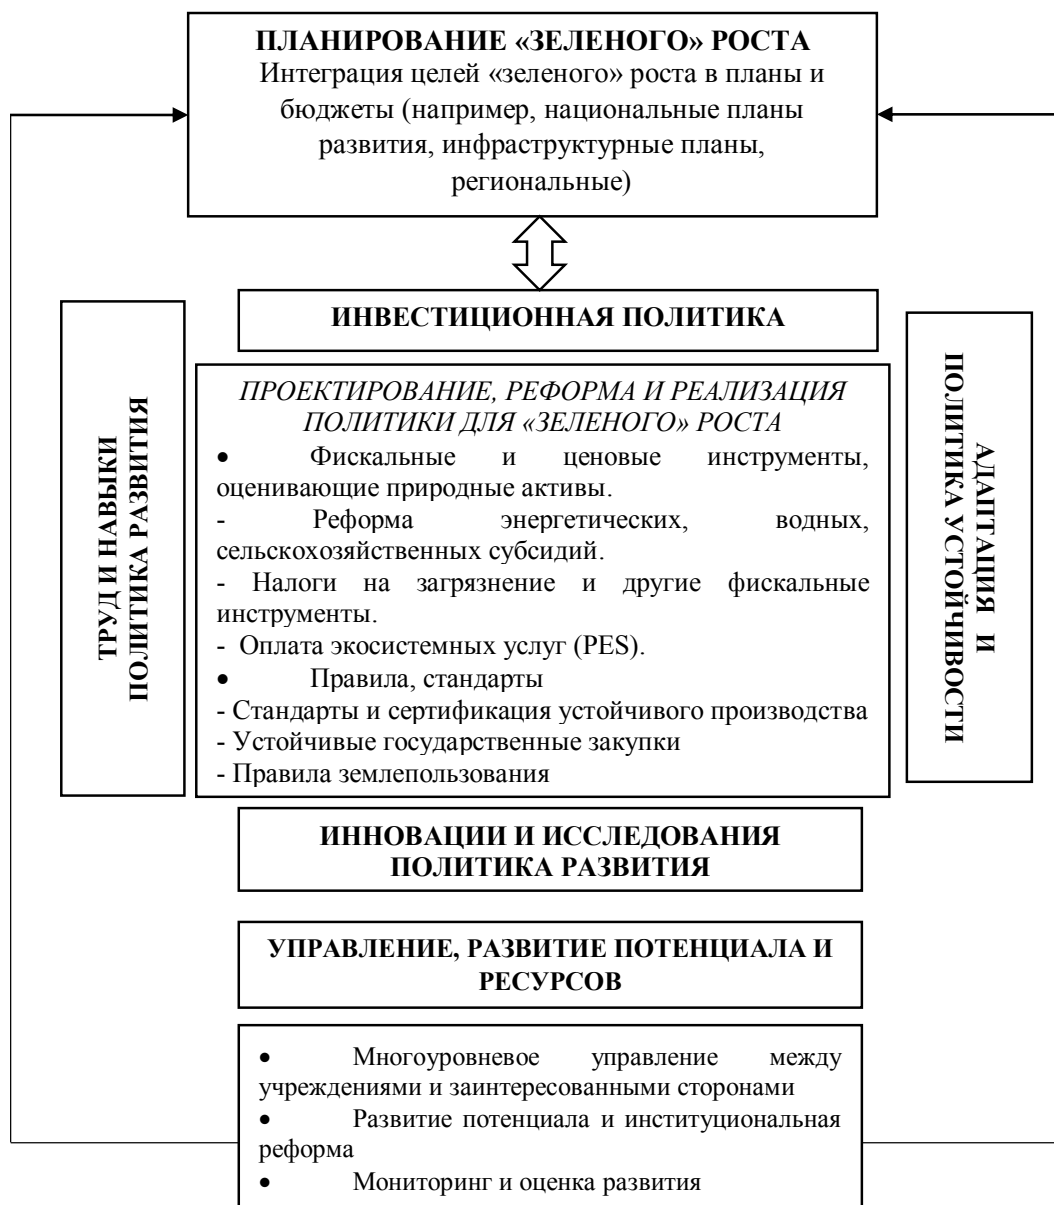 ПЛАНИРОВАНИЕ «ЗЕЛЕНОГО» РОСТА
Интеграция целей «зеленого» роста в планы и
бюджеты (например, национальные планы
развития, инфраструктурные планы,
региональные)
ИНВЕСТИЦИОННАЯ ПОЛИТИКА
ТРУД И НАВЫКИ
ПОЛИТИКА РАЗВИТИЯ
ПРОЕКТИРОВАНИЕ, РЕФОРМА И РЕАЛИЗАЦИЯ
ПОЛИТИКИ ДЛЯ «ЗЕЛЕНОГО» РОСТА
• Фискальные и ценовые инструменты,
оценивающие природные активы.
- Реформа энергетических, водных,
сельскохозяйственных субсидий.
- Налоги на загрязнение и другие фискальные
инструменты.
- Оплата экосистемных услуг (PES).
• Правила, стандарты
- Стандарты и сертификация устойчивого производства
- Устойчивые государственные закупки
- Правила землепользования
АДАПТАЦИЯ И
ПОЛИТИКА УСТОЙЧИВОСТИ
ИННОВАЦИИ И ИССЛЕДОВАНИЯ
ПОЛИТИКА РАЗВИТИЯ
УПРАВЛЕНИЕ, РАЗВИТИЕ ПОТЕНЦИАЛА И
РЕСУРСОВ
• Многоуровневое управление между
учреждениями и заинтересованными сторонами
• Развитие потенциала и институциональная
реформа
• Мониторинг и оценка развития